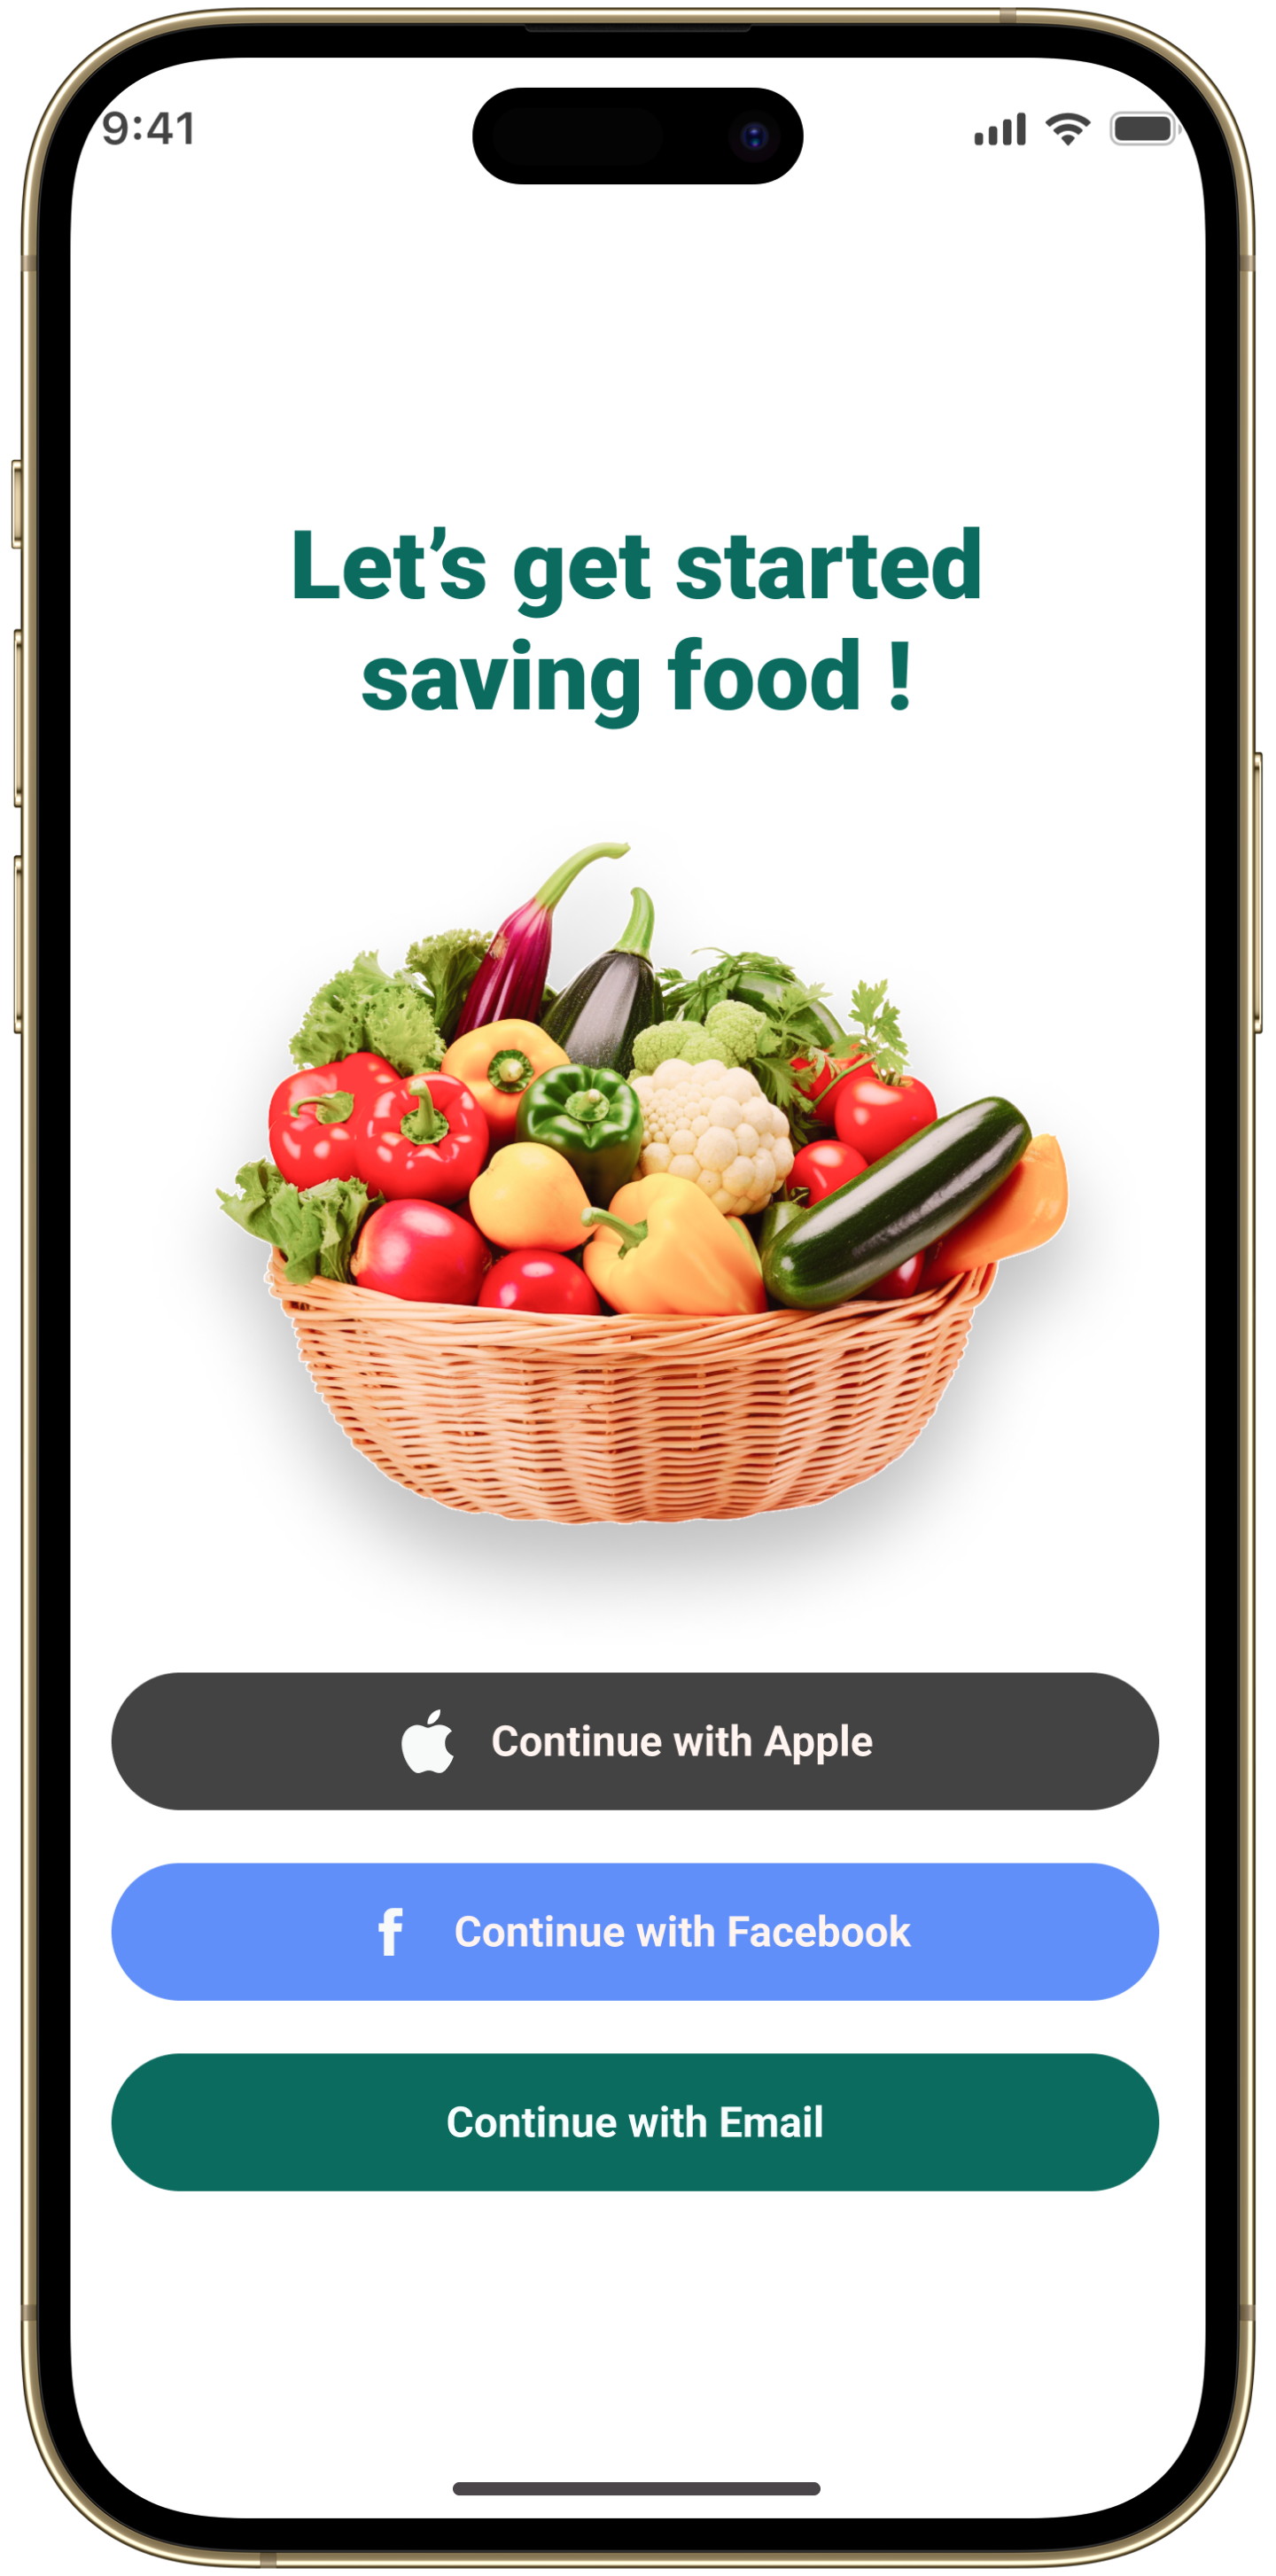 9:41
Let’s get started
saving food !
Continue with Apple
f Continue with Facebook
Continue with Email